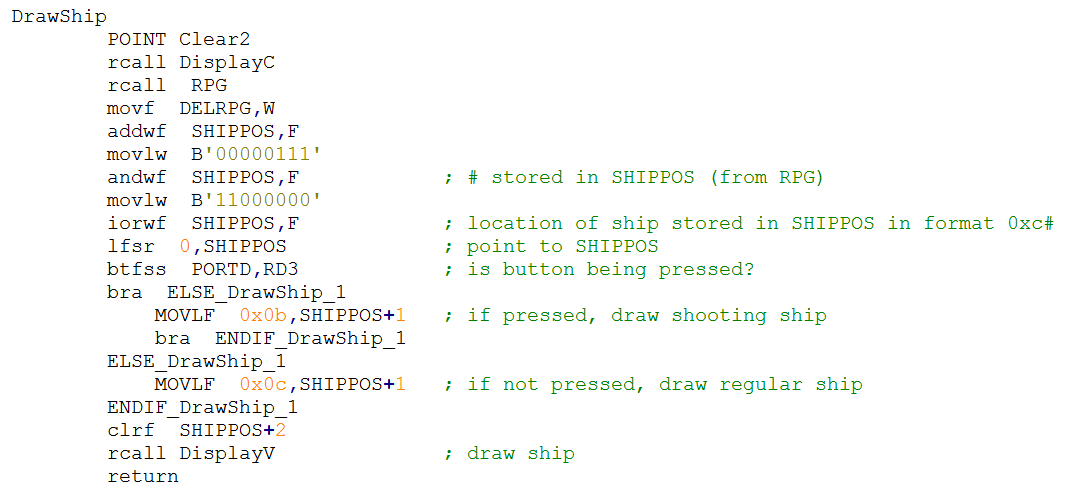 DrawShip
        POINT Clear2
        rcall DisplayC
        rcall  RPG
        movf  DELRPG,W
        addwf  SHIPPOS,F
        movlw  B'00000111'
        andwf  SHIPPOS,F            ; # stored in SHIPPOS (from RPG)
        movlw  B'11000000'
        iorwf  SHIPPOS,F            ; location of ship stored in SHIPPOS in format 0xc#
        lfsr  0,SHIPPOS             ; point to SHIPPOS
        btfss  PORTD,RD3            ; is button being pressed?
        bra  ELSE_DrawShip_1
            MOVLF  0x0b,SHIPPOS+1   ; if pressed, draw shooting ship
            bra  ENDIF_DrawShip_1
        ELSE_DrawShip_1
            MOVLF  0x0c,SHIPPOS+1   ; if not pressed, draw regular ship
        ENDIF_DrawShip_1
        clrf  SHIPPOS+2
        rcall DisplayV              ; draw ship
        return